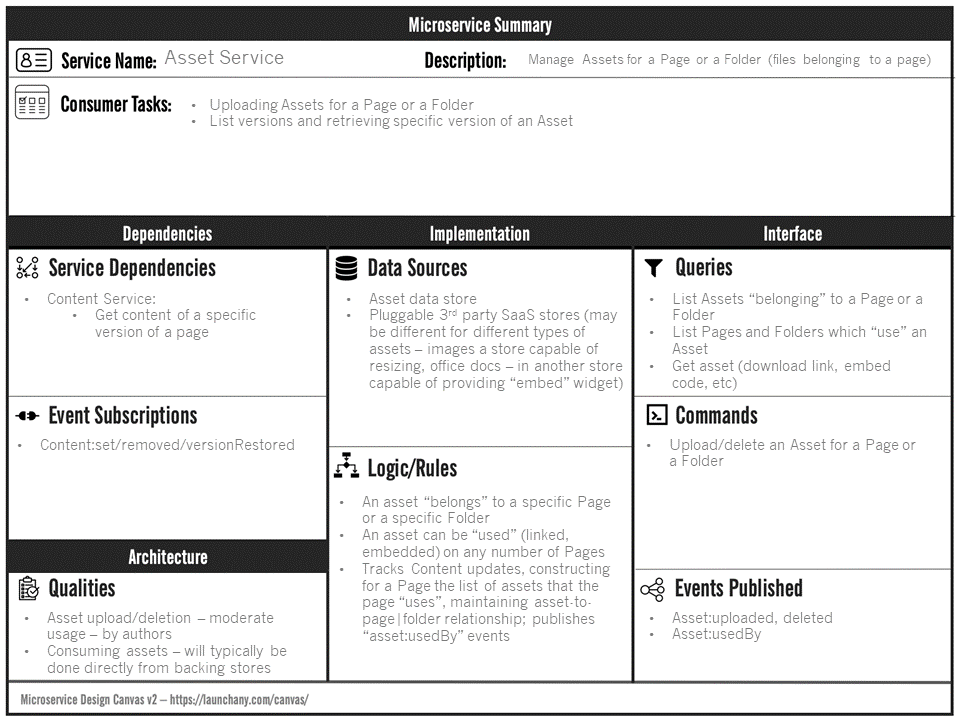 Microservice Summary
Service Name: Asset Service
Description: Manage Assets for a Page or a Folder (files belonging to a page)
Consumer Tasks:
• Uploading Assets for a Page or a Folder
• List versions and retrieving specific version of an Asset
Dependencies
Service Dependencies
• Content Service:
• Get content of a specific
version of a page
Event Subscriptions
• Content:set/removed/versionRestored
Architecture
Qualities
• Asset upload/deletion – moderate
usage – by authors
• Consuming assets – will typically be
done directly from backing stores
Implementation
Data Sources
• Asset data store
• Pluggable 3rd party SaaS stores (may
be different for different types of
assets – images a store capable of
resizing, office docs – in another store
capable of providing “embed” widget)
Logic/Rules
• An asset “belongs” to a specific Page
or a specific Folder
• An asset can be “used” (linked,
embedded) on any number of Pages
• Tracks Content updates, constructing
for a Page the list of assets that the
page “uses”, maintaining asset-to-
page|folder relationship; publishes
“asset:usedBy” events
Interface
Queries
• List Assets “belonging” to a Page or a
Folder
• List Pages and Folders which “use” an
Asset
• Get asset (download link, embed
code, etc)
Commands
• Upload/delete an Asset for a Page or
a Folder
Events Published
• Asset:uploaded, deleted
• Asset:usedBy
Microservice Design Canvas v2 – https://launchany.com/canvas/